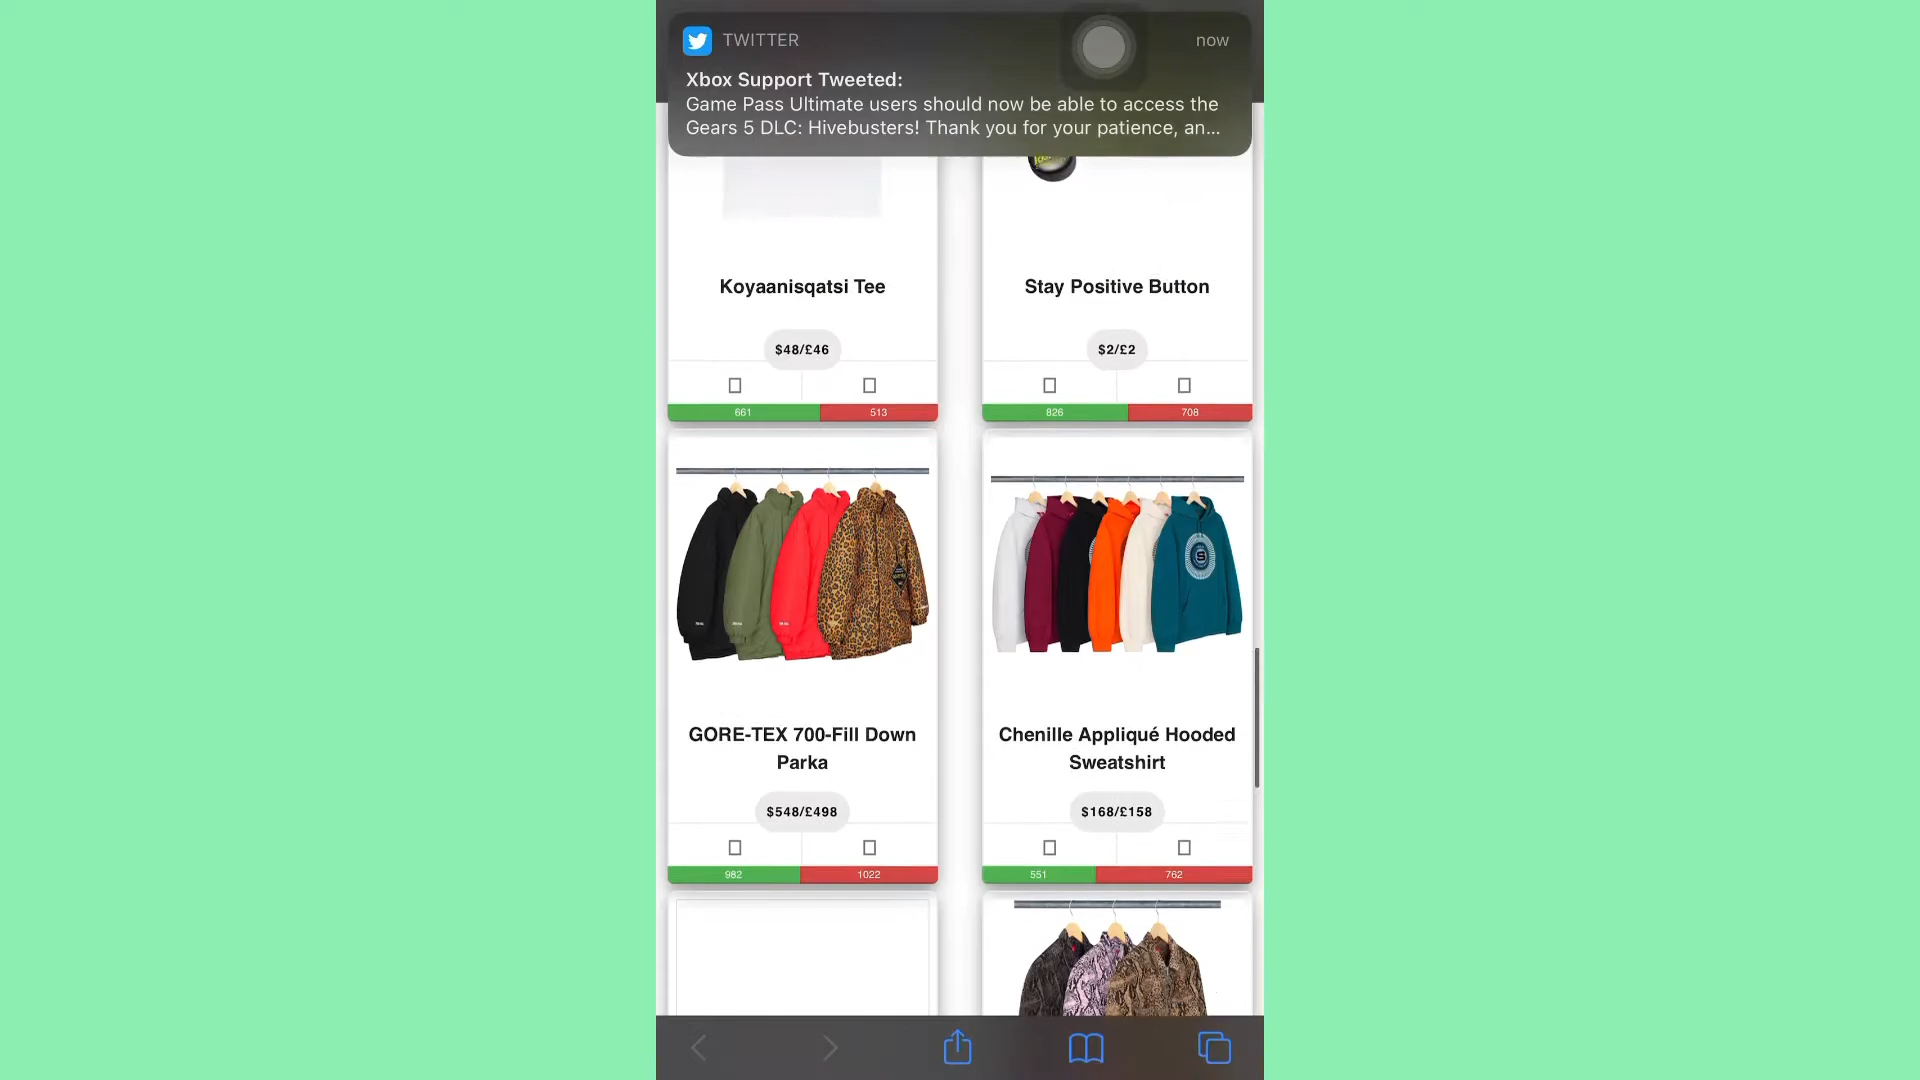 TWITTER
now
Xbox Support Tweeted:
Game Pass Ultimate users should now be able to access the
Gears 5 DLC: Hivebusters! Thank you for your patience, an...
Koyaanisqatsi Tee
Stay Positive Button
$48/£46
$2/£2
661
513
826
708
GORE-TEX 700-Fill Down
Parka
Chenille Appliqué Hooded
Sweatshirt
$548/£498
$168/£158
982
1022
551
762